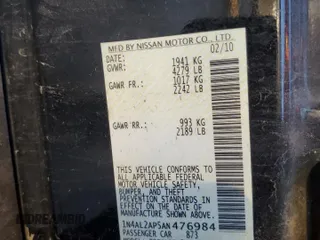 MFD BY NISSAN MOTOR CO., LTD.
DATE: 02/10
GVWR: 1941 KG
4279 LB
GAWR FR.: 1017 KG
2242 LB
GAWR RR.: 993 KG
2189 LB
THIS VEHICLE CONFORMS TO
ALL APPLICABLE FEDERAL
MOTOR VEHICLE SAFETY,
BUMPER, AND THEFT
PREVENTION STANDARDS
IN EFFECT ON THE DATE OF
MANUFACTURE SHOWN ABOVE.
1N4AL2AP5AN476984
PASSENGER CAR